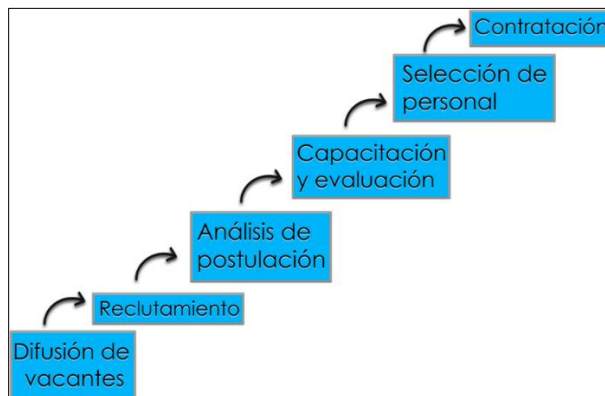 Contratación
Selección de
personal
Capacitación
y evaluación
Análisis de
postulación
Reclutamiento
Difusión de
vacantes